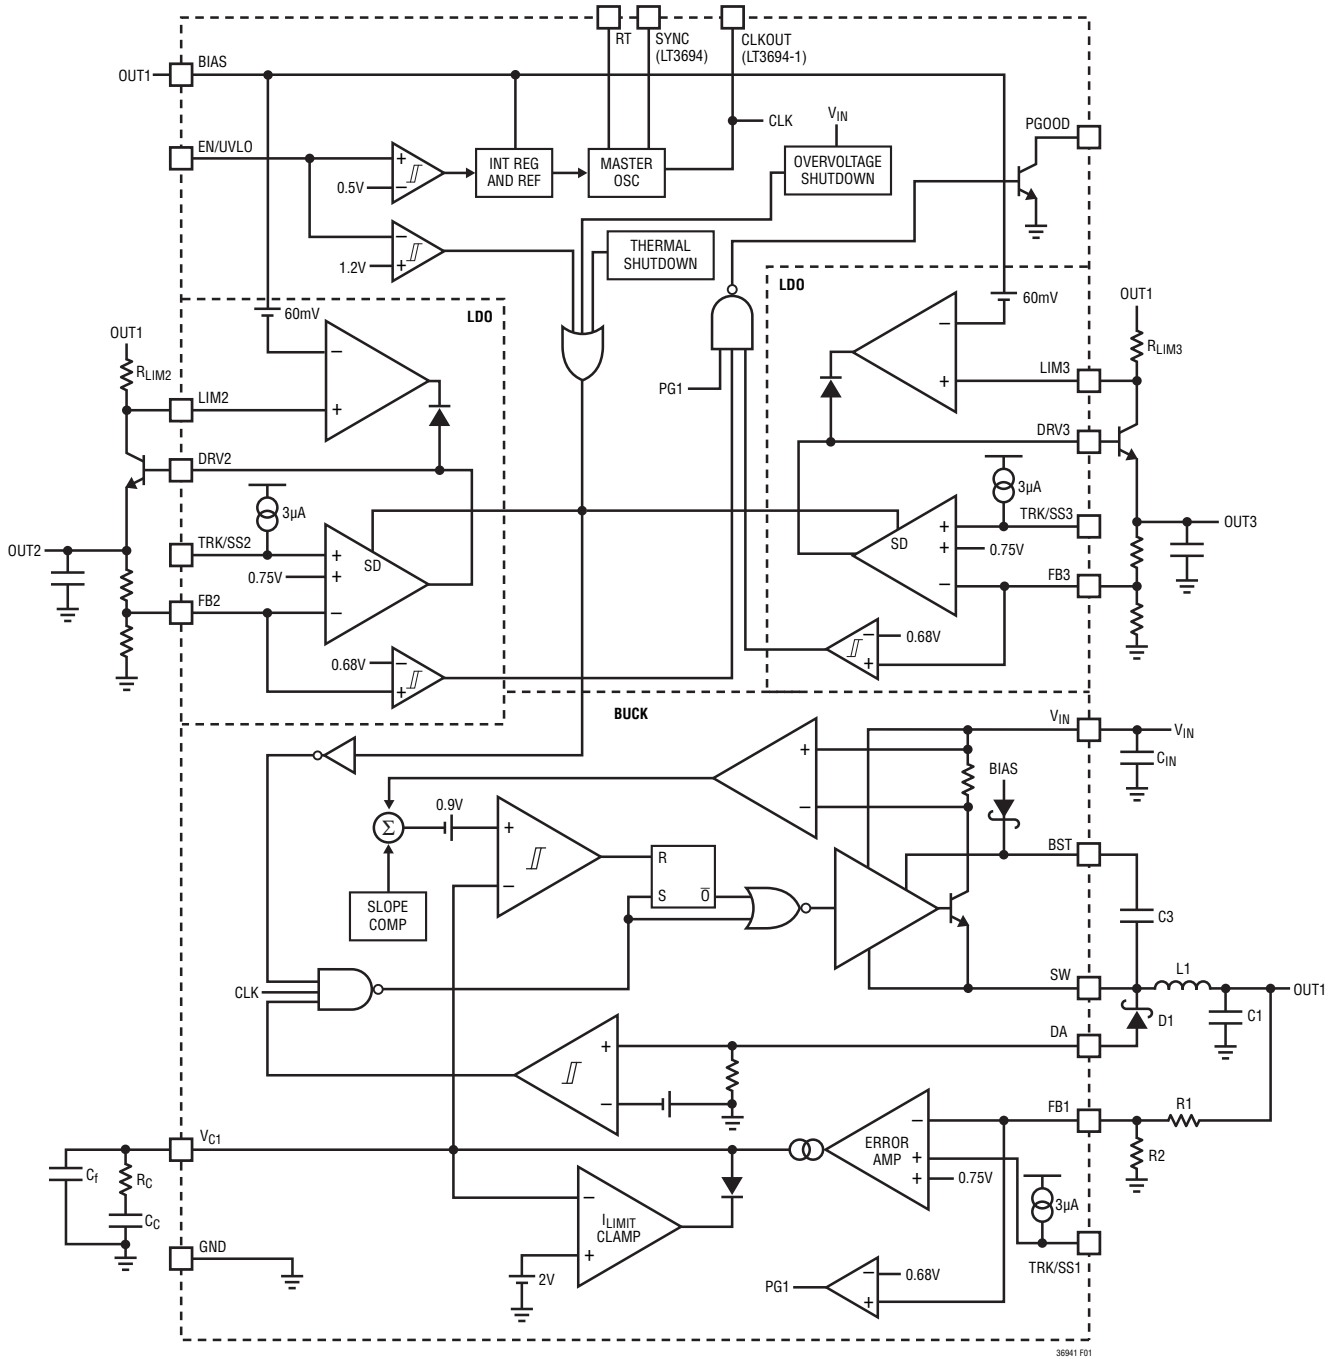 RT
SYNC
(LT3694)
CLKOUT
(LT3694-1)
OUT1
BIAS
EN/UVLO
+
0.5V
−
INT REG
AND REF
MASTER
OSC
CLK
VIN
OVERVOLTAGE
SHUTDOWN
PGOOD
−
1.2V
+
THERMAL
SHUTDOWN
LDO
60mV
LDO
60mV
OUT1
RLIM2
LIM2
−
+
DRV2
3µA
TRK/SS2
OUT2
0.75V
FB2
+
+
−
SD
0.68V
−
+
PG1
OUT1
RLIM3
LIM3
−
+
DRV3
3µA
TRK/SS3
OUT3
0.75V
FB3
+
+
−
SD
−
0.68V
+
BUCK
VIN
VIN
CIN
BIAS
+
−
BST
Σ
0.9V
+
−
SLOPE
COMP
R
S
O
C3
SW
L1
OUT1
C1
D1
DA
CLK
+
−
FB1
R1
R2
ERROR
AMP
−
+
+
0.75V
3µA
TRK/SS1
VC1
Cf
RC
CC
GND
−
ILIMIT
CLAMP
+
2V
PG1
−
0.68V
+
36941 F01